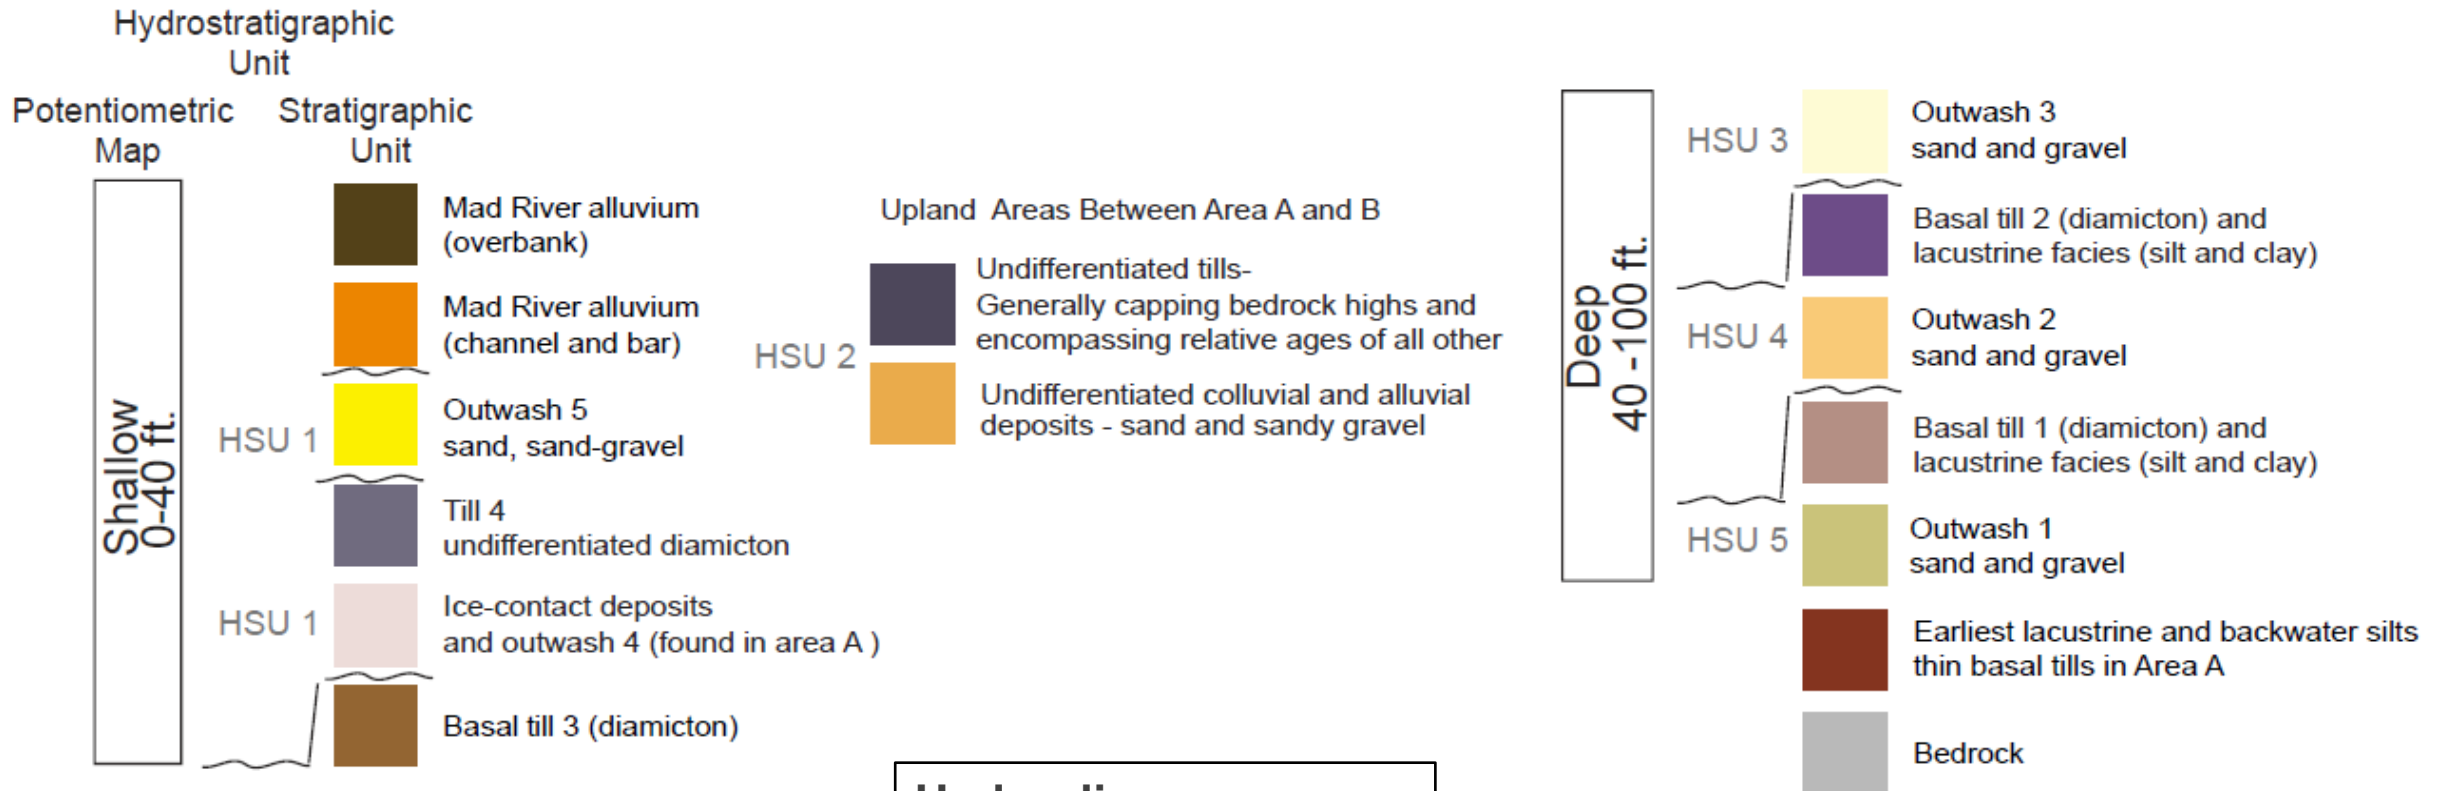 Hydrostratigraphic
Unit
Potentiometric
Map
Stratigraphic
Unit
Shallow
0-40 ft.
Mad River alluvium
(overbank)
Mad River alluvium
(channel and bar)
HSU 1
Outwash 5
sand, sand-gravel
Till 4
undifferentiated diamicton
HSU 1
Ice-contact deposits
and outwash 4 (found in area A )
Basal till 3 (diamicton)
Upland Areas Between Area A and B
HSU 2
Undifferentiated tills-
Generally capping bedrock highs and
encompassing relative ages of all other
Undifferentiated colluvial and alluvial
deposits - sand and sandy gravel
Deep
40 -100 ft.
HSU 3
Outwash 3
sand and gravel
Basal till 2 (diamicton) and
lacustrine facies (silt and clay)
HSU 4
Outwash 2
sand and gravel
Basal till 1 (diamicton) and
lacustrine facies (silt and clay)
HSU 5
Outwash 1
sand and gravel
Earliest lacustrine and backwater silts
thin basal tills in Area A
Bedrock